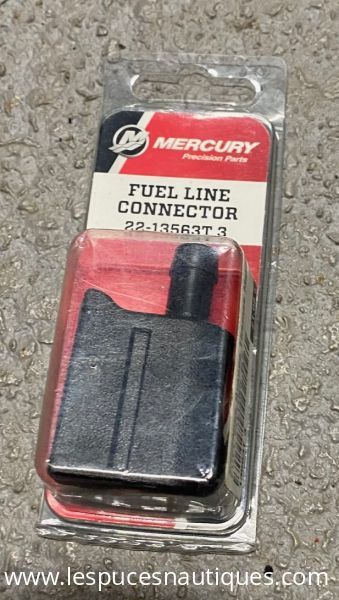 MERCURY
Precision Parts
FUEL LINE
CONNECTOR
22-13563T 3
www.lespucesnautiques.com